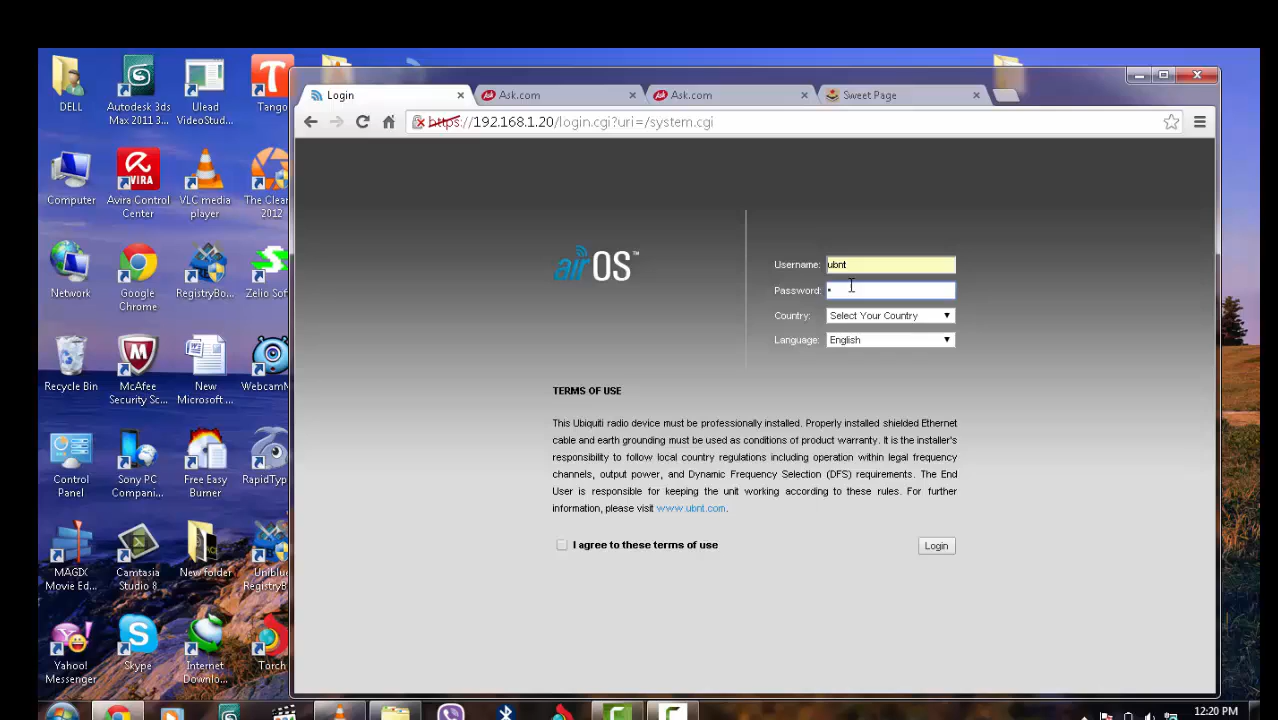 Login
Ask.com
Ask.com
Sweet Page
https://192.168.1.20/login.cgi?uri=/system.cgi
DELL
Autodesk 3ds
Max 2011 3...
Ulead
VideoStud...
Tango
Computer
Avira Control
Center
VLC media
player
The Clean
2012
Network
Google
Chrome
RegistryBo...
Zelio Sof
Recycle Bin
McAfee
Security Sc...
New
Microsoft ...
WebcamM
Control
Panel
Sony PC
Compani...
Free Easy
Burner
RapidTyp
MAGIX
Movie Ed...
Camtasia
Studio 8
New folder
Uniblue
RegistryB
Yahoo!
Messenger
Skype
Internet
Downlo...
Torch
airOS™
Username: ubnt
Password: •
Country: Select Your Country
Language: English
TERMS OF USE
This Ubiquiti radio device must be professionally installed. Properly installed shielded Ethernet
cable and earth grounding must be used as conditions of product warranty. It is the installer's
responsibility to follow local country regulations including operation within legal frequency
channels, output power, and Dynamic Frequency Selection (DFS) requirements. The End
User is responsible for keeping the unit working according to these rules. For further
information, please visit www.ubnt.com.
I agree to these terms of use
Login
12:20 PM